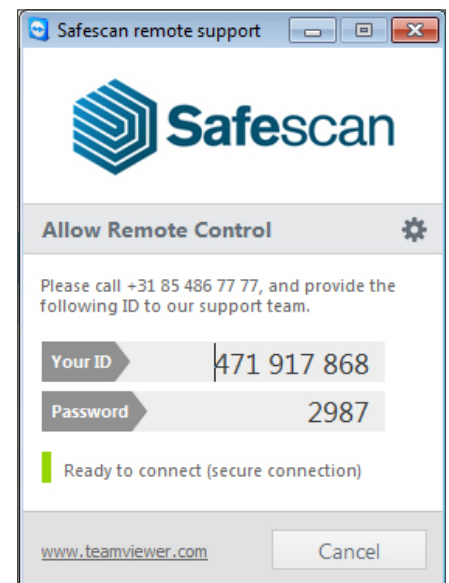 Safescan remote support
Safescan
Allow Remote Control
Please call +31 85 486 77 77, and provide the
following ID to our support team.
Your ID 471 917 868
Password 2987
Ready to connect (secure connection)
www.teamviewer.com Cancel